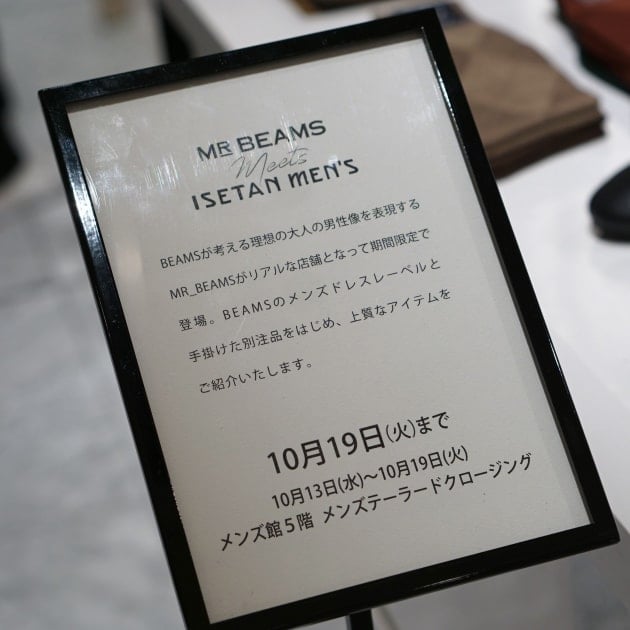 MR BEAMS
Meets
ISETAN MEN'S
BEAMSが考える理想の大人の男性像を表現する
MR_BEAMSがリアルな店舗となって期間限定で
登場。BEAMSのメンズドレスレーベルと
手掛けた別注品をはじめ、上質なアイテムを
ご紹介いたします。
10月19日(火)まで
10月13日(水)～10月19日(火)
メンズ館5階 メンズテーラードクロージング